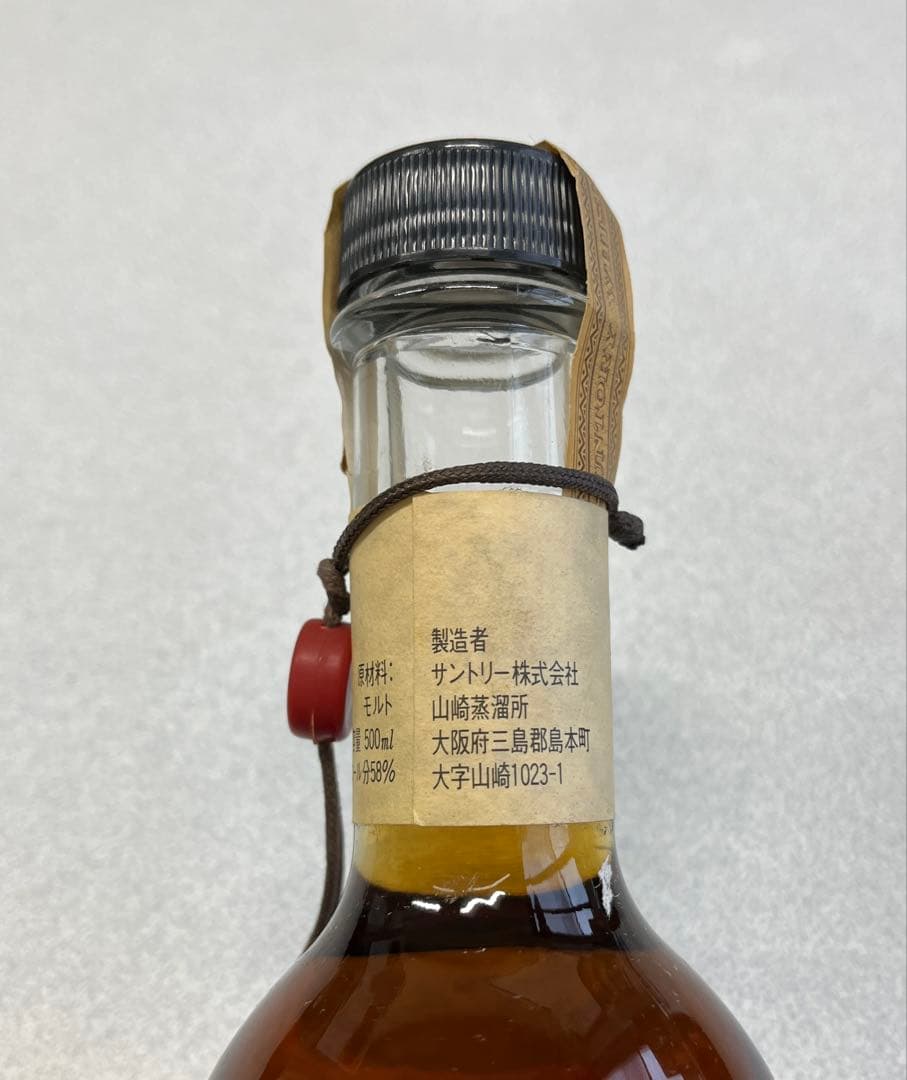 原材料:
モルト
500ml
ール分58%
製造者
サントリー株式会社
山崎蒸溜所
大阪府三島郡島本町
大字山崎1023-1